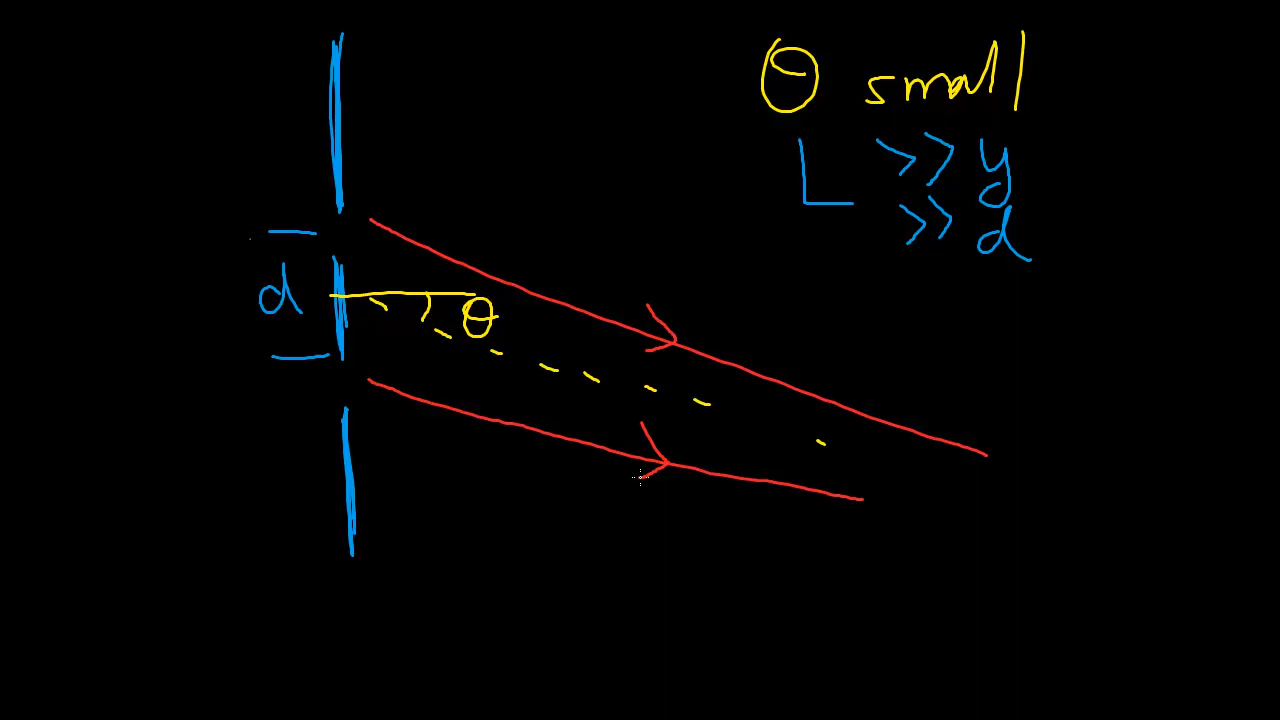 θ small
L >> y
>> d
d
θ